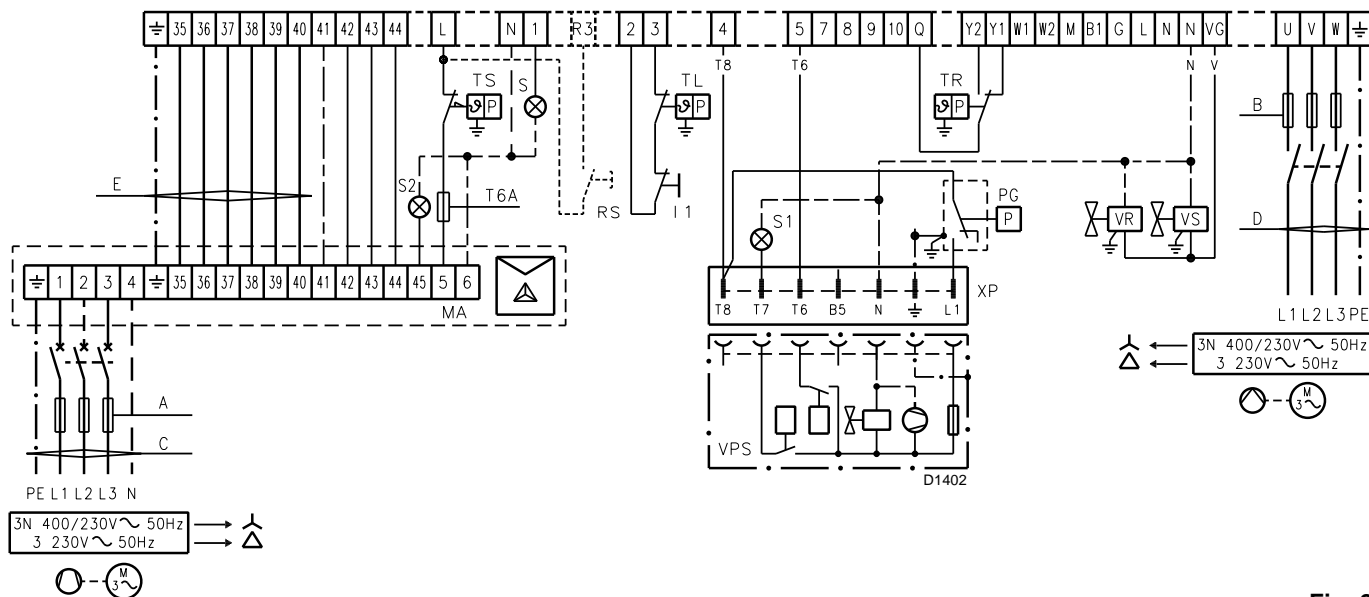 35 36 37 38 39 40 41 42 43 44 L N 1 R3 2 3 4 5 7 8 9 10 Q Y2 Y1 W1 W2 M B1 G L N N VG U V W
T8 T6 N V
TS S TL TR
ϑ P ϑ P ϑ P
B
E
S2
T6A
RS
I1
S1
PG
P
VR VS
D
1 2 3 4 35 36 37 38 39 40 41 42 43 44 45 5 6
MA
T8 T7 T6 B5 N L1
XP
L1 L2 L3 PE
3N 400/230V ~ 50Hz
3 230V ~ 50Hz
M
3~
A
C
VPS
D1402
PE L1 L2 L3 N
3N 400/230V ~ 50Hz
3 230V ~ 50Hz
M
3~